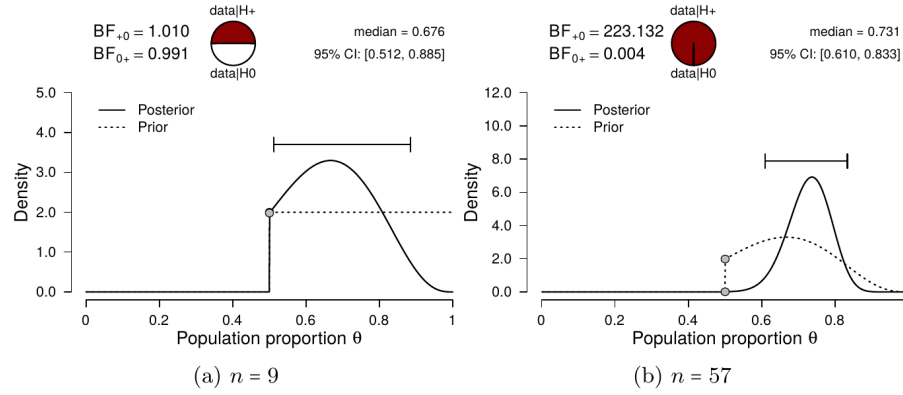 data|H+
BF+0 = 1.010
BF0+ = 0.991
median = 0.676
95% CI: [0.512, 0.885]
data|H0
5.0
4.0
3.0
2.0
1.0
0.0
Density
Posterior
Prior
0 0.2 0.4 0.6 0.8 1
Population proportion θ
(a) n = 9
data|H+
BF+0 = 223.132
BF0+ = 0.004
median = 0.731
95% CI: [0.610, 0.833]
data|H0
12.0
10.0
8.0
6.0
4.0
2.0
0.0
Density
Posterior
Prior
0 0.2 0.4 0.6 0.8
Population proportion θ
(b) n = 57